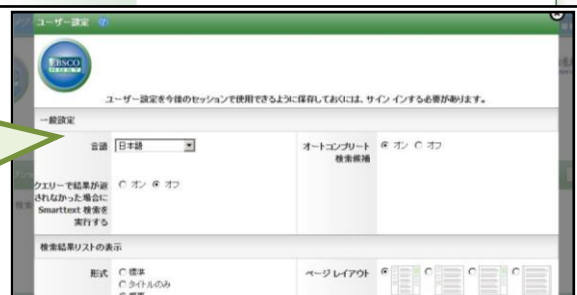 ユーザー設定
EBSCO
HOST
ユーザー設定を今後のセッションで使用できるように保存しておくには、サイン インする必要があります。
一般設定
言語 日本語
オートコンプリート
検索候補
オン オフ
クエリーで結果が返
されなかった場合に
Smarttext 検索を
実行する
オン オフ
検索結果リストの表示
形式 標準
タイトルのみ
ページ レイアウト